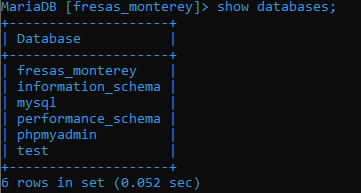 MariaDB [fresas_monterey]> show databases;
+--------------------+
| Database           |
+--------------------+
| fresas_monterey    |
| information_schema |
| mysql              |
| performance_schema |
| phpmyadmin         |
| test               |
+--------------------+
6 rows in set (0.052 sec)